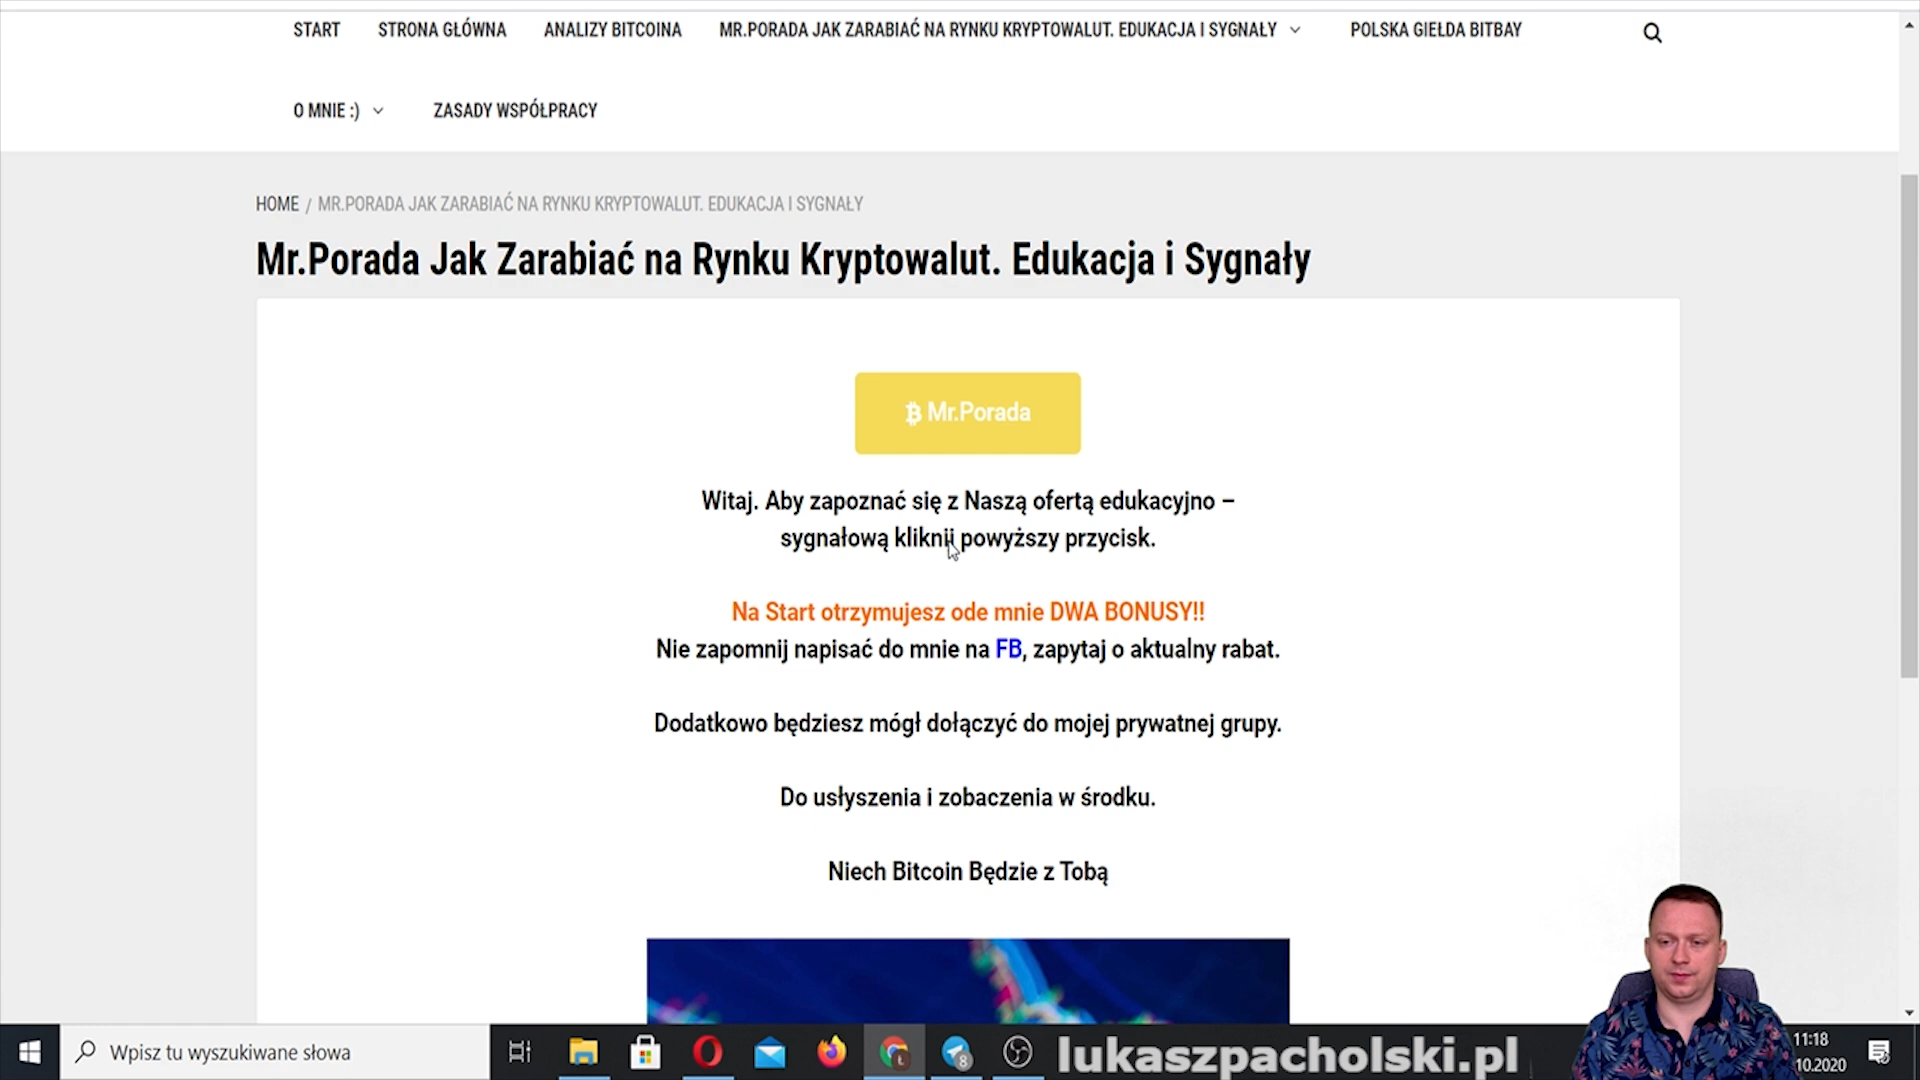 START STRONA GŁÓWNA ANALIZY BITCOINA MR.PORADA JAK ZARABIAĆ NA RYNKU KRYPTOWALUT. EDUKACJA I SYGNAŁY POLSKA GIEŁDA BITBAY
O MNIE :) ZASADY WSPÓŁPRACY
HOME / MR.PORADA JAK ZARABIAĆ NA RYNKU KRYPTOWALUT. EDUKACJA I SYGNAŁY
Mr.Porada Jak Zarabiać na Rynku Kryptowalut. Edukacja i Sygnały
Mr.Porada
Witaj. Aby zapoznać się z Naszą ofertą edukacyjno –
sygnałową kliknij powyższy przycisk.
Na Start otrzymujesz ode mnie DWA BONUSY!!
Nie zapomnij napisać do mnie na FB, zapytaj o aktualny rabat.
Dodatkowo będziesz mógł dołączyć do mojej prywatnej grupy.
Do usłyszenia i zobaczenia w środku.
Niech Bitcoin Będzie z Tobą
Wpisz tu wyszukiwane słowa
8
lukaszpacholski.pl
11:18
10.2020